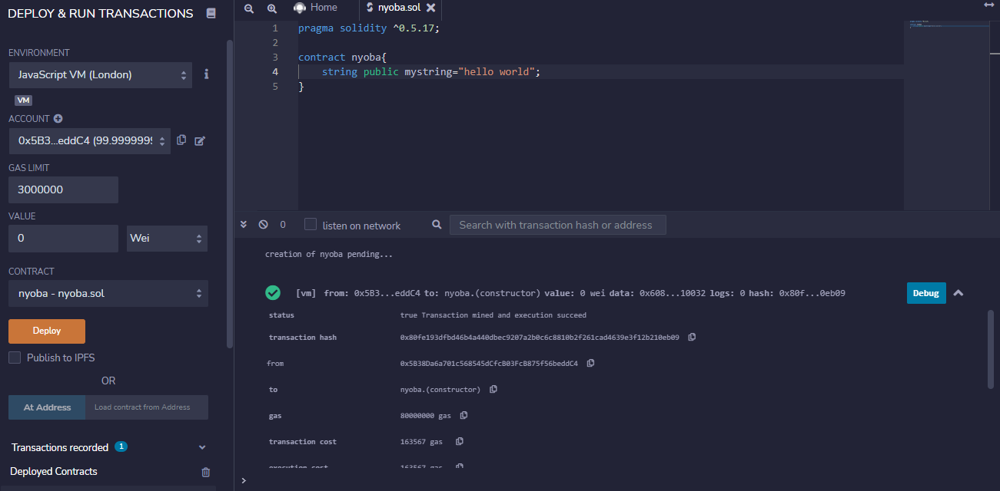 DEPLOY & RUN TRANSACTIONS
ENVIRONMENT
JavaScript VM (London)
VM
ACCOUNT
0x5B3...eddC4 (99.9999999
GAS LIMIT
3000000
VALUE
0
Wei
CONTRACT
nyoba - nyoba.sol
Deploy
Publish to IPFS
OR
At Address
Load contract from Address
Transactions recorded 1
Deployed Contracts
Home
nyoba.sol
1 pragma solidity ^0.5.17;
2
3 contract nyoba{
4 string public mystring="hello world";
5 }
0
listen on network
Search with transaction hash or address
creation of nyoba pending...
[vm] from: 0x5B3...eddC4 to: nyoba.(constructor) value: 0 wei data: 0x608...10032 logs: 0 hash: 0x80f...0eb09
Debug
status true Transaction mined and execution succeed
transaction hash 0x80fe193dfbd46b4a440dbec9207a2b0c6c8810b2f261cad4639e3f12b210eb09
from 0x5B38Da6a701c568545dCfcB03FcB875f56beddC4
to nyoba.(constructor)
gas 80000000 gas
transaction cost 163567 gas
execution cost 163567 gas
>